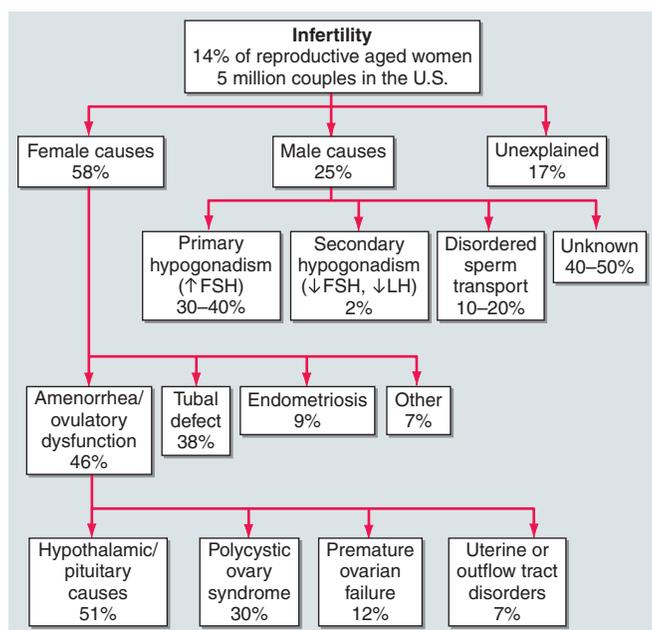 Infertility
14% of reproductive aged women
5 million couples in the U.S.
Female causes
58%
Male causes
25%
Unexplained
17%
Primary
hypogonadism
(↑FSH)
30–40%
Secondary
hypogonadism
(↓FSH, ↓LH)
2%
Disordered
sperm
transport
10–20%
Unknown
40–50%
Amenorrhea/
ovulatory
dysfunction
46%
Tubal
defect
38%
Endometriosis
9%
Other
7%
Hypothalamic/
pituitary
causes
51%
Polycystic
ovary
syndrome
30%
Premature
ovarian
failure
12%
Uterine or
outflow tract
disorders
7%